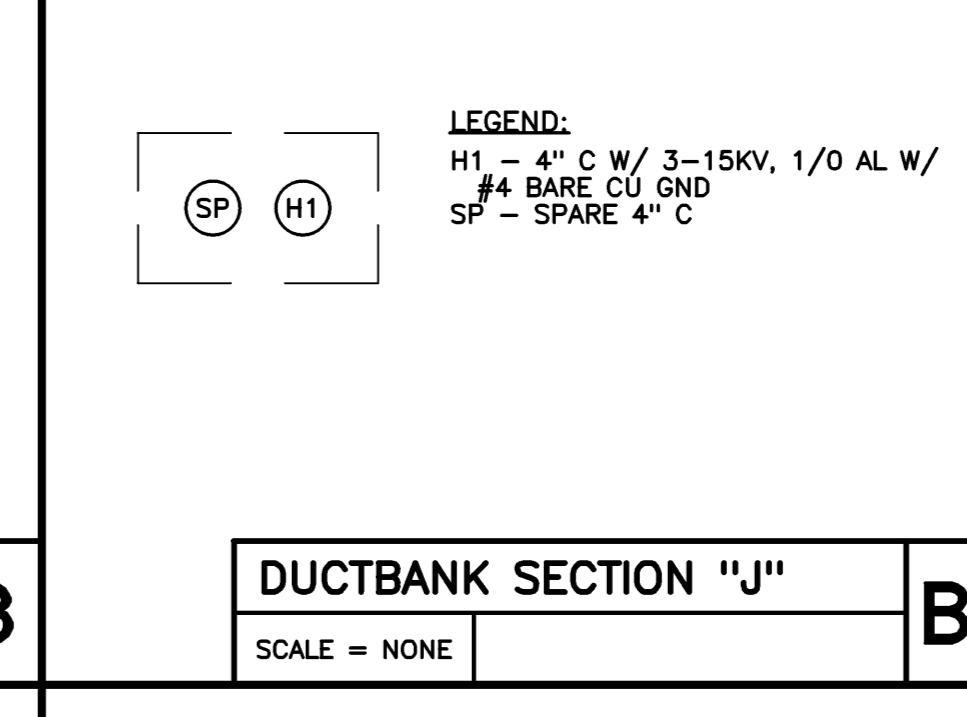 LEGEND:
H1 – 4" C W/ 3–15KV, 1/0 AL W/
#4 BARE CU GND
SP – SPARE 4" C
SP H1
DUCTBANK SECTION "J"
SCALE = NONE
B